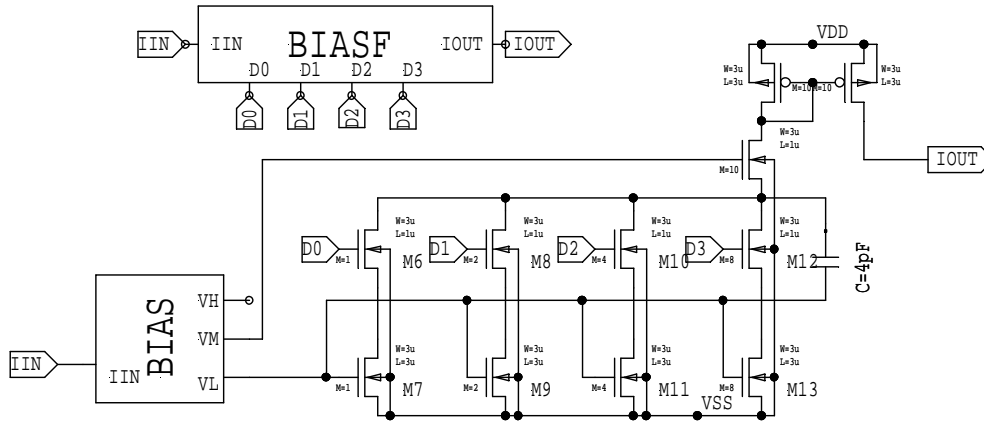 IIN IIN BIASF IOUT IOUT
D0 D1 D2 D3
D0 D1 D2 D3
VDD
W=3u L=3u
M=10 M=10
W=3u L=3u
W=3u L=1u
M=10
IOUT
W=3u L=1u
W=3u L=1u
W=3u L=1u
W=3u L=1u
D0 M=1 M6
D1 M=2 M8
D2 M=4 M10
D3 M=8 M12
C=4pF
IIN IIN BIAS VH VM VL
W=3u L=3u
W=3u L=3u
W=3u L=3u
W=3u L=3u
M=1 M7
M=2 M9
M=4 M11
M=8 M13
VSS